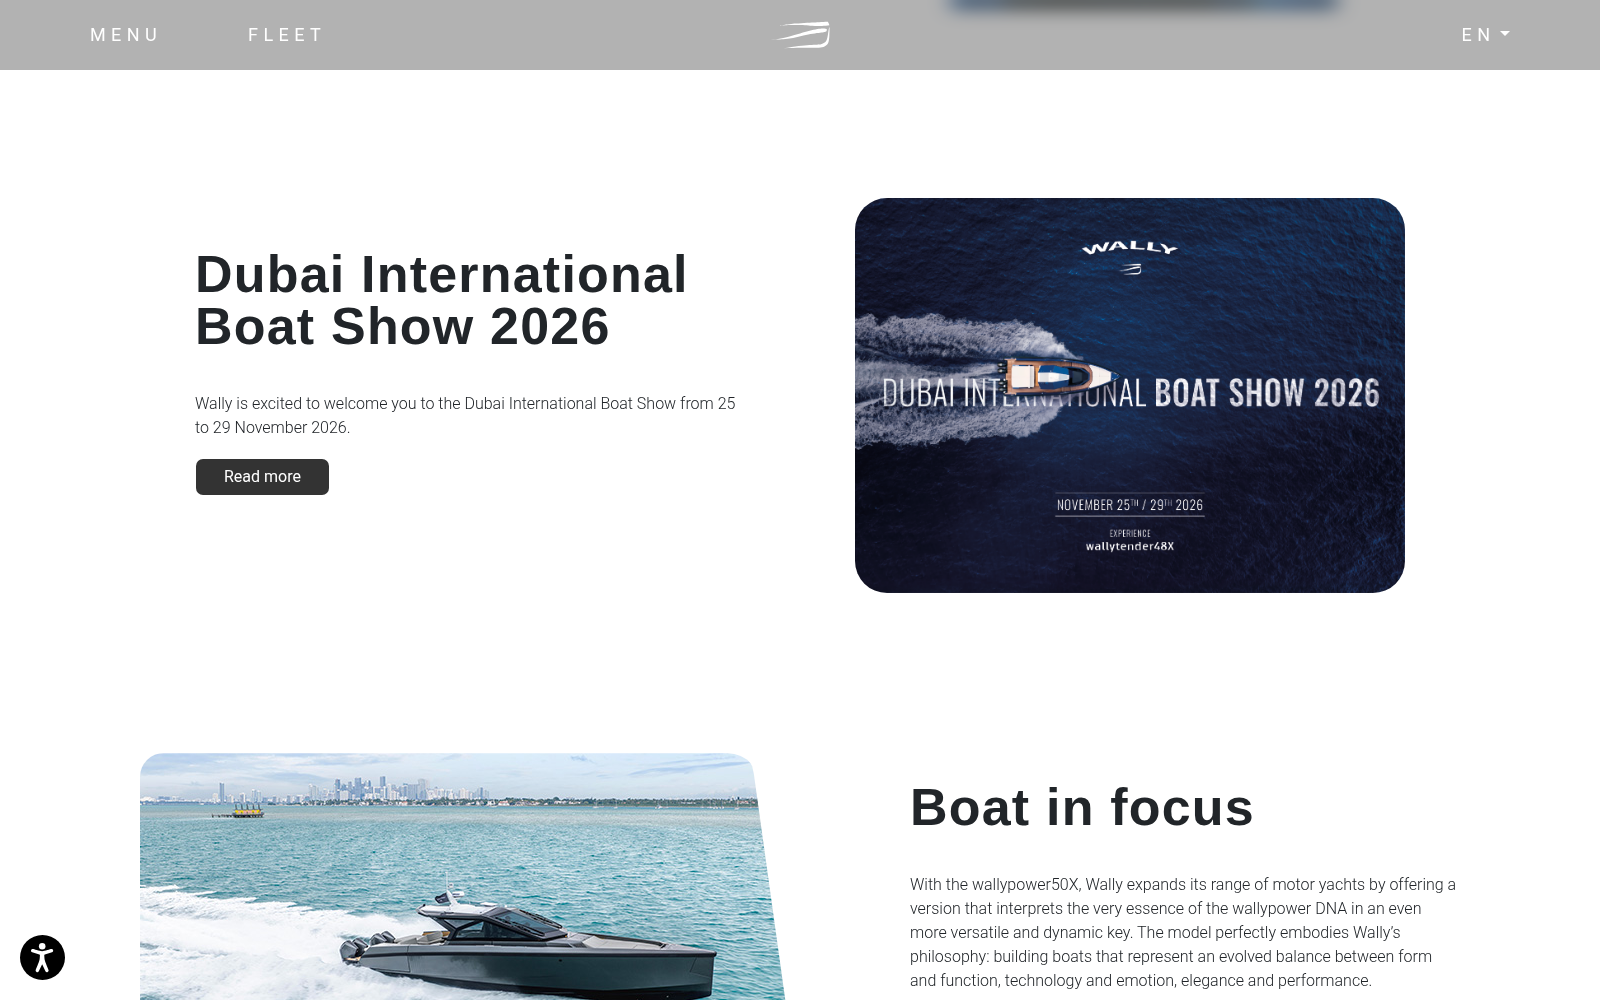 MENU
FLEET
EN
Dubai International
Boat Show 2026
Wally is excited to welcome you to the Dubai International Boat Show from 25
to 29 November 2026.
Read more
WALLY
DUBAI INTERNATIONAL BOAT SHOW 2026
NOVEMBER 25TH / 29TH 2026
EXPERIENCE
wallytender48X
Boat in focus
With the wallypower50X, Wally expands its range of motor yachts by offering a
version that interprets the very essence of the wallypower DNA in an even
more versatile and dynamic key. The model perfectly embodies Wally’s
philosophy: building boats that represent an evolved balance between form
and function, technology and emotion, elegance and performance.